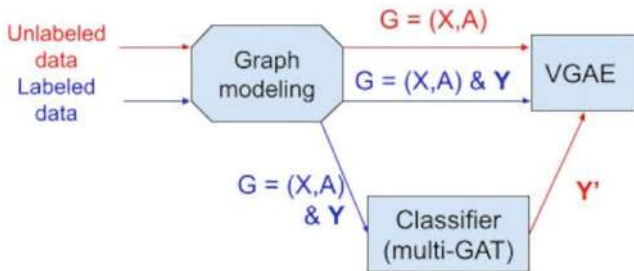 Unlabeled
data
Labeled
data
Graph
modeling
G = (X,A)
G = (X,A) & Y
VGAE
G = (X,A)
& Y
Classifier
(multi-GAT)
Y'